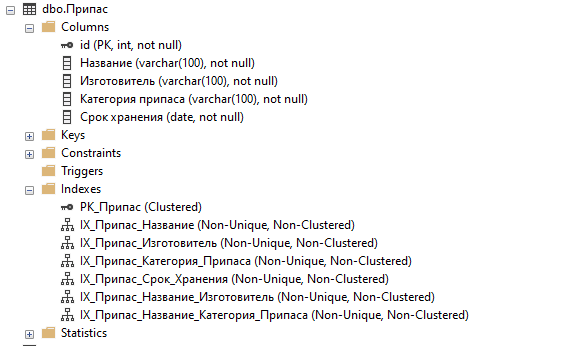 dbo.Припас
Columns
id (PK, int, not null)
Название (varchar(100), not null)
Изготовитель (varchar(100), not null)
Категория припаса (varchar(100), not null)
Срок хранения (date, not null)
Keys
Constraints
Triggers
Indexes
PK_Припас (Clustered)
IX_Припас_Название (Non-Unique, Non-Clustered)
IX_Припас_Изготовитель (Non-Unique, Non-Clustered)
IX_Припас_Категория_Припаса (Non-Unique, Non-Clustered)
IX_Припас_Срок_Хранения (Non-Unique, Non-Clustered)
IX_Припас_Название_Изготовитель (Non-Unique, Non-Clustered)
IX_Припас_Название_Категория_Припаса (Non-Unique, Non-Clustered)
Statistics